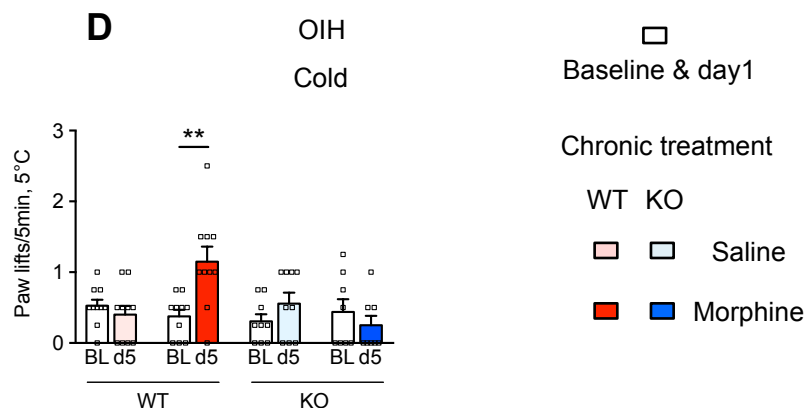 D
OIH
Cold
Baseline & day1
Chronic treatment
WT KO
Saline
Morphine
Paw lifts/5min, 5°C
3
2
1
0
**
BL d5 BL d5 BL d5 BL d5
WT KO